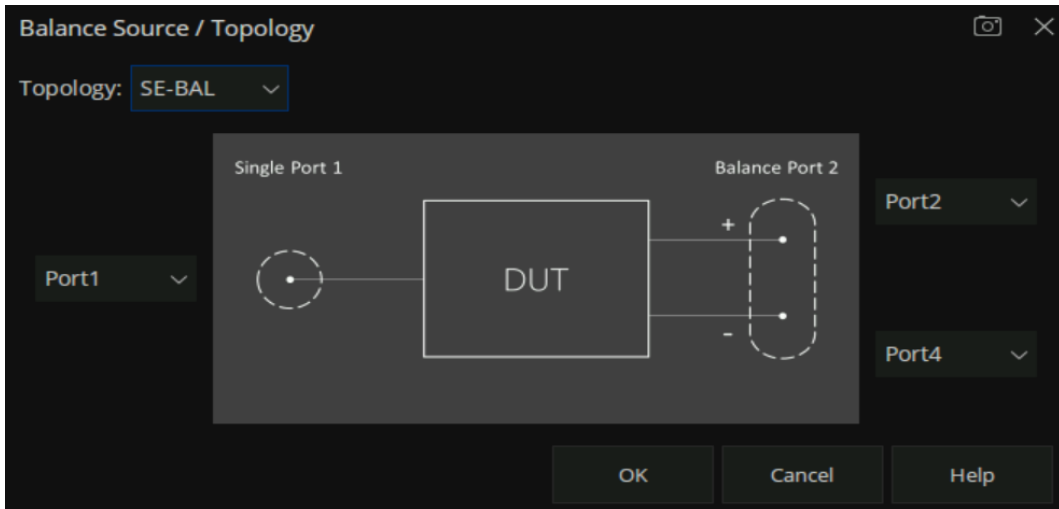 Balance Source / Topology
Topology: SE-BAL
Single Port 1
Balance Port 2
Port2
+
Port1
DUT
-
Port4
OK
Cancel
Help